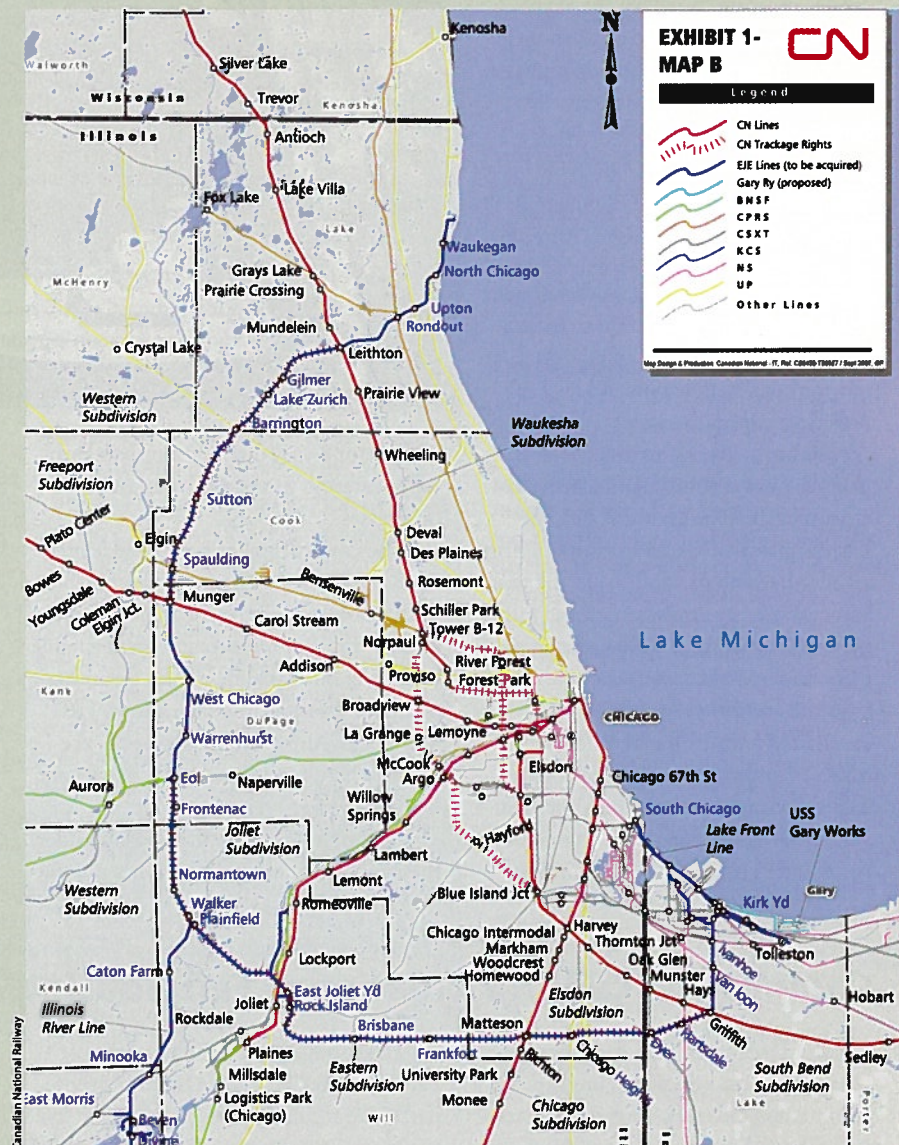 EXHIBIT 1-
MAP B
CN
Legend
CN Lines
CN Trackage Rights
EJE Lines (to be acquired)
Gary Ry (proposed)
BNSF
CPRS
CSXT
KCS
NS
UP
Other Lines
N
Kenosha
Walworth
Silver Lake
Wisconsin
Trevor
Kenosha
Illinois
Antioch
Lake Villa
Fox Lake
Lake
Waukegan
McHenry
Grays Lake
North Chicago
Prairie Crossing
Upton
Mundelein
Rondout
Crystal Lake
Leithton
Gilmer
Lake Zurich
Prairie View
Western
Subdivision
Barrington
Waukesha
Subdivision
Wheeling
Freeport
Subdivision
Sutton
Cook
Plato Center
Elgin
Deval
Des Plaines
Spaulding
Bowes
Youngsdale
Coleman
Elgin Jct.
Munger
Bensenville
Rosemont
Schiller Park
Carol Stream
Tower B-12
Norpaul
Lake Michigan
Addison
Proviso
River Forest
Forest Park
Kane
West Chicago
Broadview
CHICAGO
DuPage
Warrenhurst
La Grange
Lemoyne
McCook
Argo
Elsdon
Eola
Naperville
Chicago 67th St
Aurora
Frontenac
Willow
Springs
South Chicago
USS
Gary Works
Joliet
Subdivision
Hayford
Lake Front
Line
Lambert
Normantown
Lemont
Blue Island Jct
Gary
Western
Subdivision
Walker
Plainfield
Romeoville
Kirk Yd
Chicago Intermodal
Harvey
Markham
Thornton Jct
Tolleston
Lockport
Woodcrest
Oak Glen
Ivanhoe
Caton Farm
Homewood
Munster
Van Loon
Kendall
East Joliet Yd
Hays
Illinois
River Line
Joliet
Rock Island
Elsdon
Subdivision
Hobart
Rockdale
Brisbane
Matteson
Griffith
Minooka
Plaines
Frankfort
Bichton
Chicago
Heights
Dyer
Hartsdale
Sedley
Millsdale
Eastern
Subdivision
University Park
South Bend
Subdivision
East Morris
Logistics Park
(Chicago)
Monee
Lake
Porter
Beven
Divine
Will
Chicago
Subdivision
Canadian National Railway